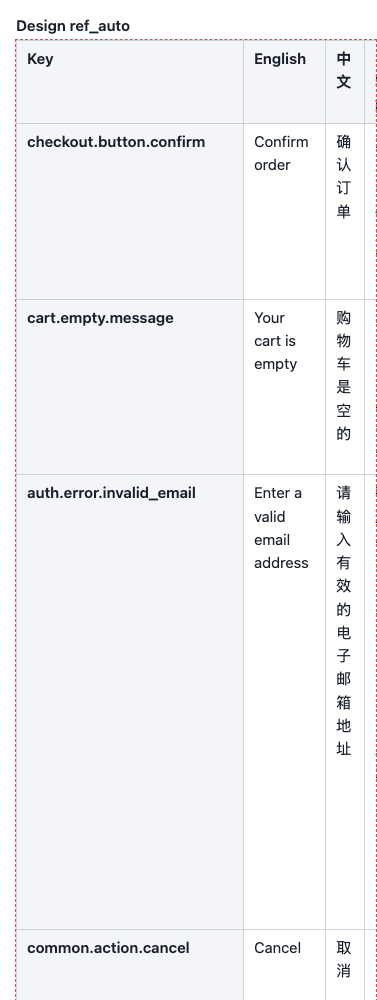 Design ref_auto
Key
English
中
文
checkout.button.confirm
Confirm
order
确
认
订
单
cart.empty.message
Your
cart is
empty
购
物
车
是
空
的
auth.error.invalid_email
Enter a
valid
email
address
请
输
入
有
效
的
电
子
邮
箱
地
址
common.action.cancel
Cancel
取
消